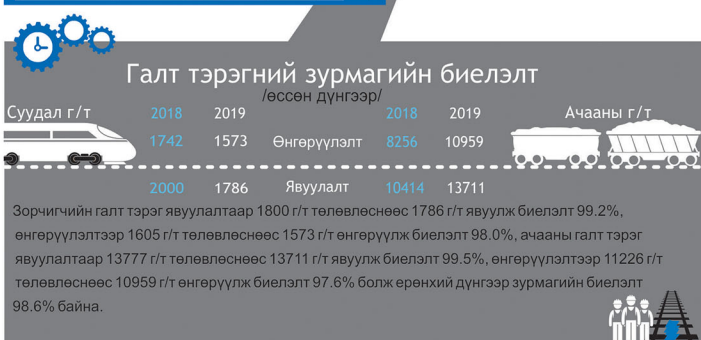 Галт тэрэгний зурмагийн биелэлт
/өссөн дүнгээр/
Суудал г/т 2018 2019 2018 2019 Ачааны г/т
1742 1573 Өнгөрүүлэлт 8256 10959
2000 1786 Явуулалт 10414 13711
Зорчигчийн галт тэрэг явуулалтаар 1800 г/т төлөвлөснөөс 1786 г/т явуулж биелэлт 99.2%,
өнгөрүүлэлтээр 1605 г/т төлөвлөснөөс 1573 г/т өнгөрүүлж биелэлт 98.0%, ачааны галт тэрэг
явуулалтаар 13777 г/т төлөвлөснөөс 13711 г/т явуулж биелэлт 99.5%, өнгөрүүлэлтээр 11226 г/т
төлөвлөснөөс 10959 г/т өнгөрүүлж биелэлт 97.6% болж ерөнхий дүнгээр зурмагийн биелэлт
98.6% байна.